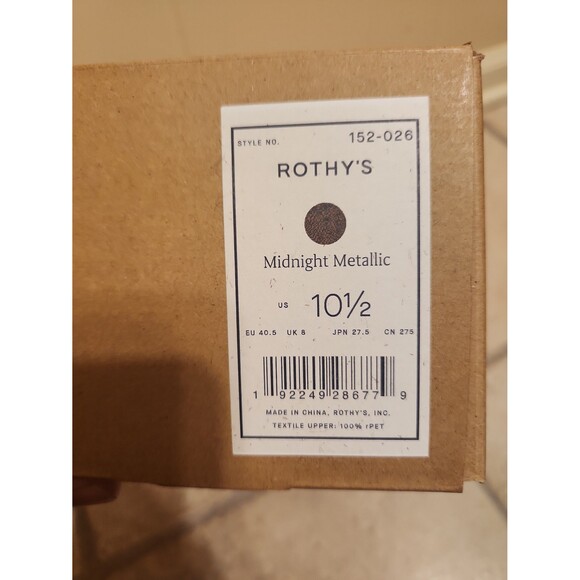 STYLE NO. 152-026
ROTHY'S
Midnight Metallic
US 10½
EU 40.5 UK 8 JPN 27.5 CN 275
1 92249 28677 9
MADE IN CHINA, ROTHY'S, INC.
TEXTILE UPPER: 100% rPET